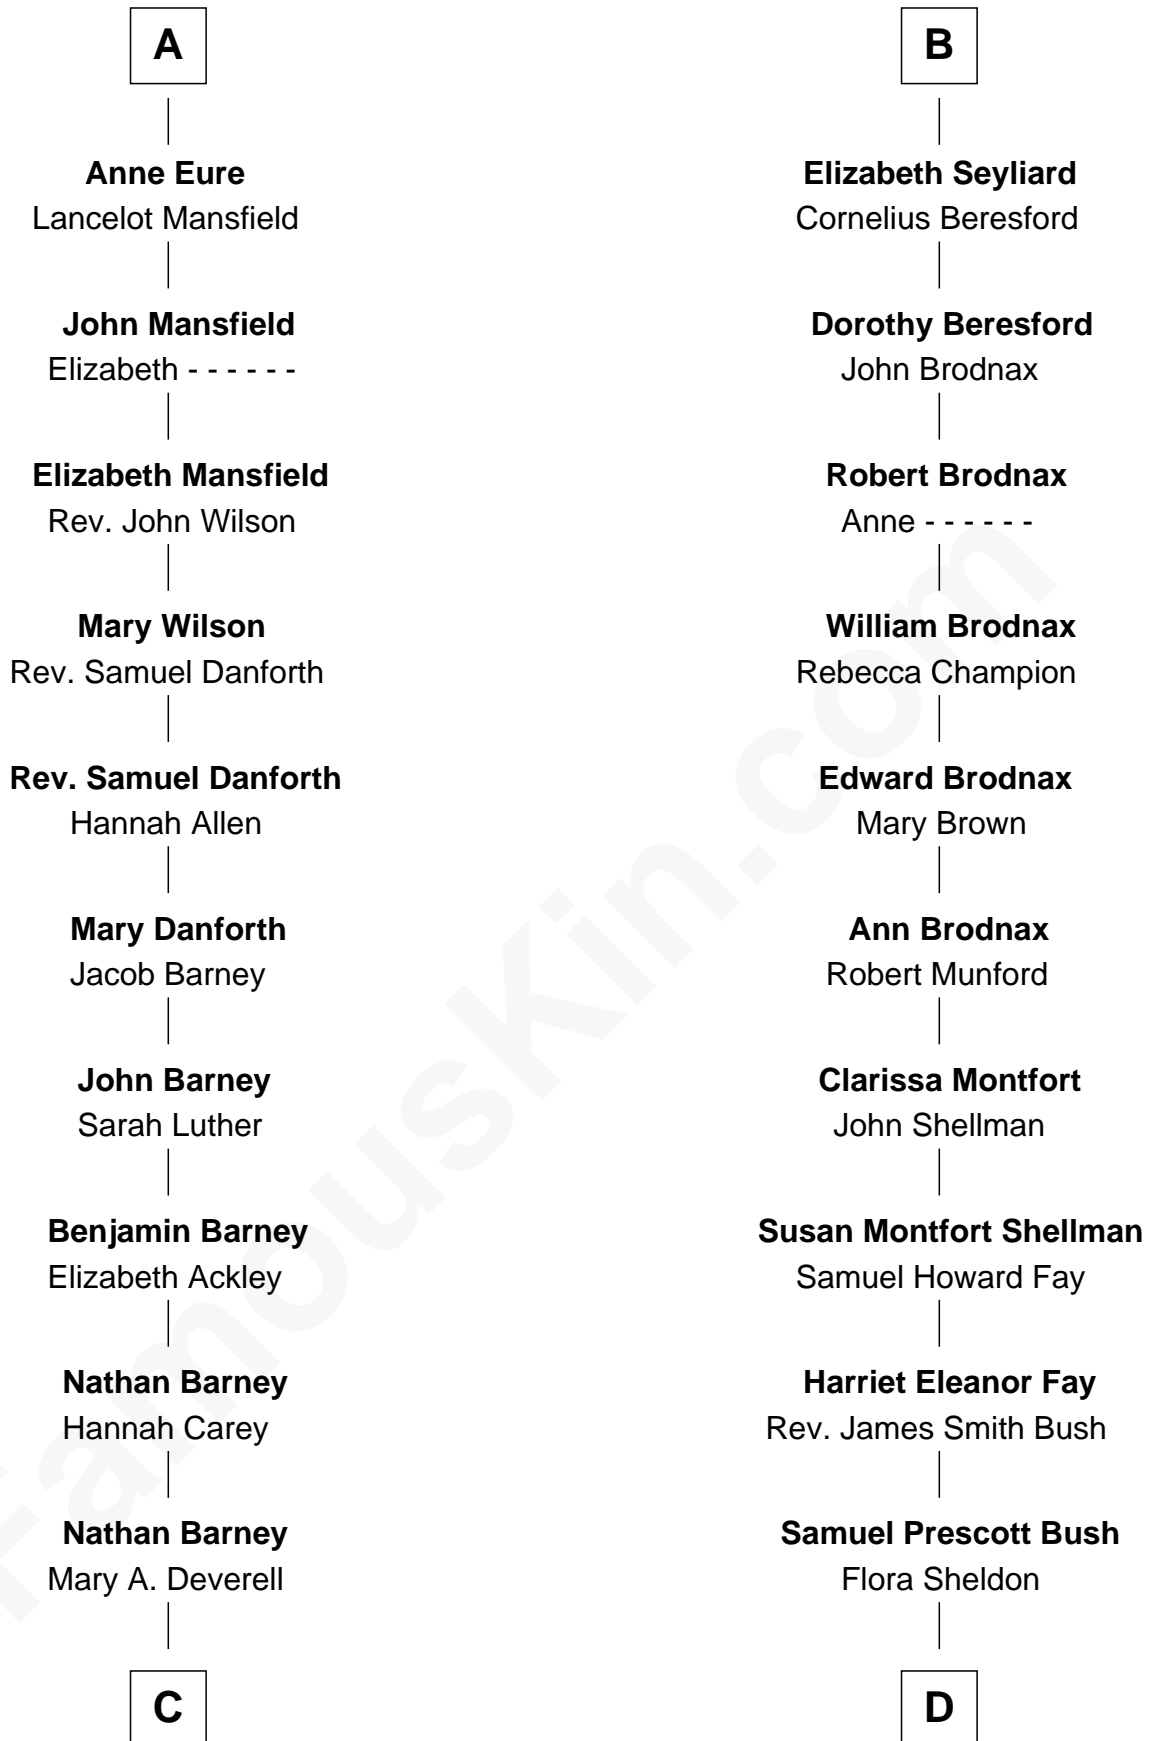 A
Anne Eure
Lancelot Mansfield
John Mansfield
Elizabeth - - - - - -
Elizabeth Mansfield
Rev. John Wilson
Mary Wilson
Rev. Samuel Danforth
Rev. Samuel Danforth
Hannah Allen
Mary Danforth
Jacob Barney
John Barney
Sarah Luther
Benjamin Barney
Elizabeth Ackley
Nathan Barney
Hannah Carey
Nathan Barney
Mary A. Deverell
C
B
Elizabeth Seyliard
Cornelius Beresford
Dorothy Beresford
John Brodnax
Robert Brodnax
Anne - - - - - -
William Brodnax
Rebecca Champion
Edward Brodnax
Mary Brown
Ann Brodnax
Robert Munford
Clarissa Montfort
John Shellman
Susan Montfort Shellman
Samuel Howard Fay
Harriet Eleanor Fay
Rev. James Smith Bush
Samuel Prescott Bush
Flora Sheldon
D
FamousKin.com